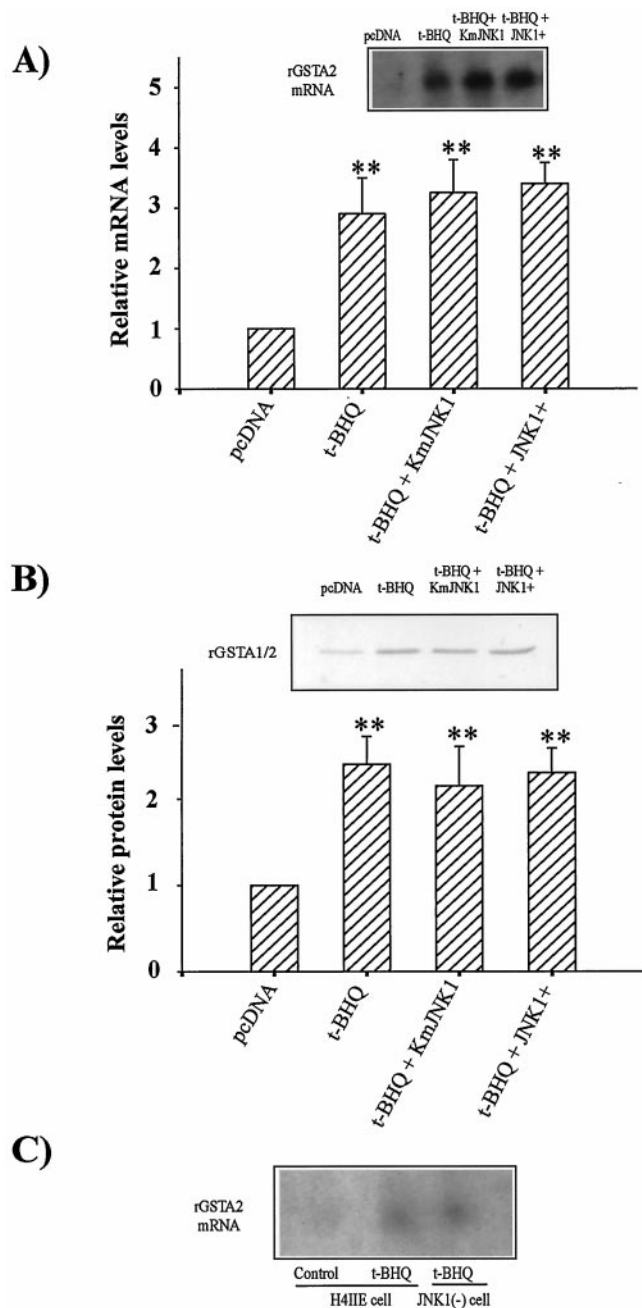 A)
pcDNA t-BHQ t-BHQ+ KmJNK1 t-BHQ + JNK1+
rGSTA2
mRNA
Relative mRNA levels
5
4
3
2
1
0
** ** **
pcDNA t-BHQ t-BHQ + KmJNK1 t-BHQ + JNK1+
B)
pcDNA t-BHQ t-BHQ + KmJNK1 t-BHQ + JNK1+
rGSTA1/2
Relative protein levels
3
2
1
0
** ** **
pcDNA t-BHQ t-BHQ + KmJNK1 t-BHQ + JNK1+
C)
rGSTA2
mRNA
Control t-BHQ t-BHQ
H4IIE cell JNK1(-) cell